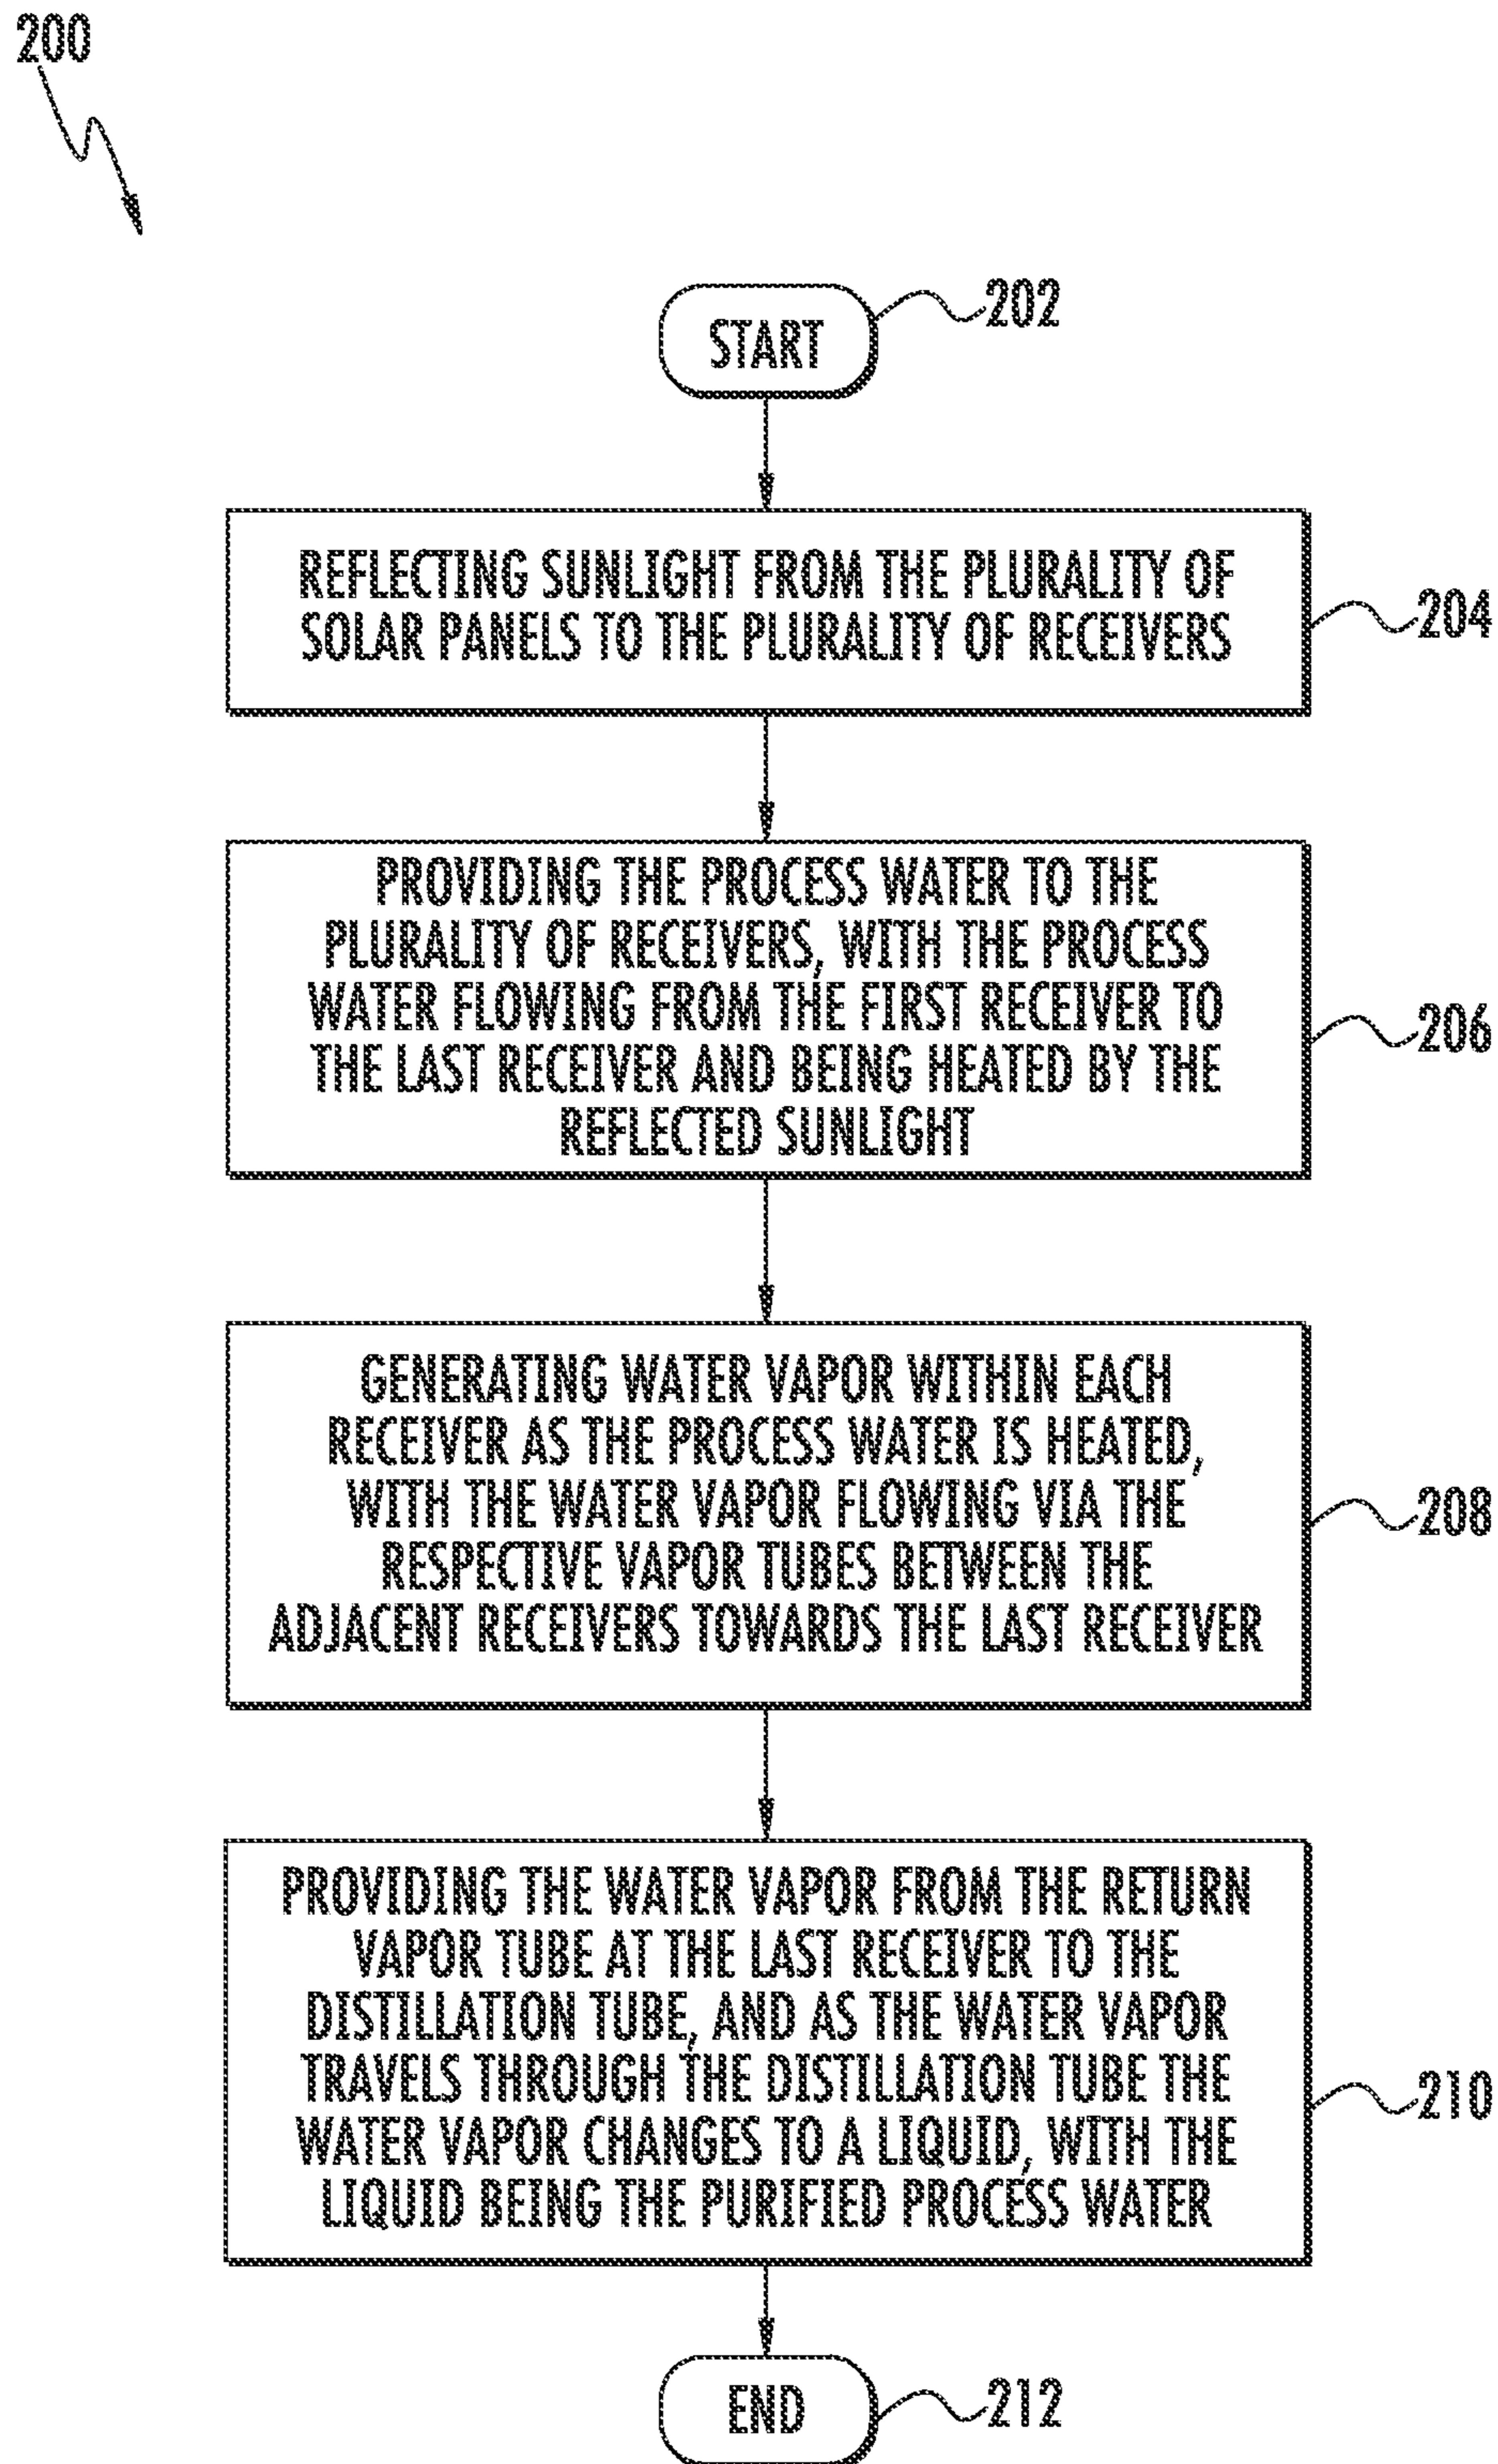 200
START
202
REFLECTING SUNLIGHT FROM THE PLURALITY OF
SOLAR PANELS TO THE PLURALITY OF RECEIVERS
204
PROVIDING THE PROCESS WATER TO THE
PLURALITY OF RECEIVERS, WITH THE PROCESS
WATER FLOWING FROM THE FIRST RECEIVER TO
THE LAST RECEIVER AND BEING HEATED BY THE
REFLECTED SUNLIGHT
206
GENERATING WATER VAPOR WITHIN EACH
RECEIVER AS THE PROCESS WATER IS HEATED,
WITH THE WATER VAPOR FLOWING VIA THE
RESPECTIVE VAPOR TUBES BETWEEN THE
ADJACENT RECEIVERS TOWARDS THE LAST RECEIVER
208
PROVIDING THE WATER VAPOR FROM THE RETURN
VAPOR TUBE AT THE LAST RECEIVER TO THE
DISTILLATION TUBE, AND AS THE WATER VAPOR
TRAVELS THROUGH THE DISTILLATION TUBE THE
WATER VAPOR CHANGES TO A LIQUID, WITH THE
LIQUID BEING THE PURIFIED PROCESS WATER
210
END
212